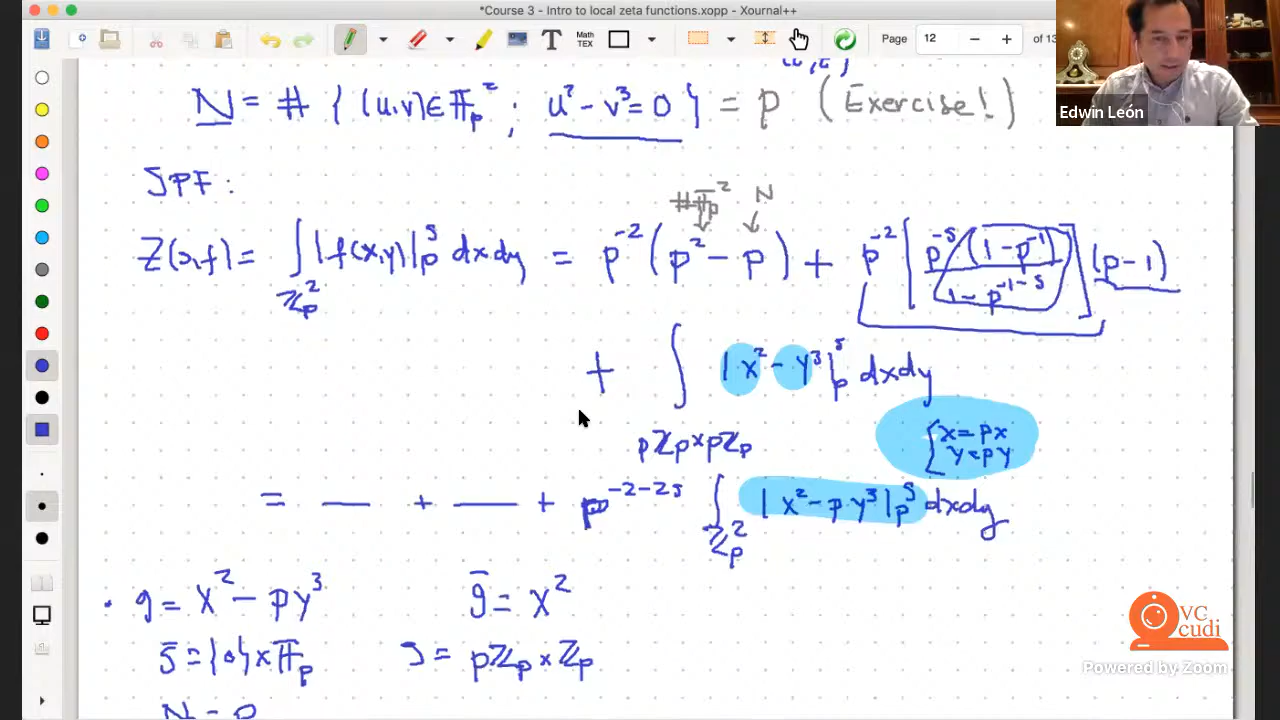 *Course 3 - Intro to local zeta functions.xopp - Xournal++
Page 12 of 13
Math TEX
Edwin León
N = # { (u,v) ∈ 𝔽_p^2 ; u^2 - v^3 = 0 } = p (Exercise!)
SPF :
#𝔽_p^2 N
Z(s,f) = ∫_{ℤ_p^2} |f(x,y)|_p^s dxdy = p^{-2} (p^2 - p) + p^{-2} [ p^{-s} (1 - p^{-1}) / 1 - p^{-1-s} ] (p - 1)
+ ∫_{pℤ_p × pℤ_p} |x^2 - y^3|_p^s dxdy
{ x = px
y = py
= — + — + p^{-2-2s} ∫_{ℤ_p^2} |x^2 - p y^3|_p^s dxdy
• g = x^2 - py^3 g̅ = x^2
S̅ = {0} × 𝔽_p S = pℤ_p × ℤ_p
N = 0
VC cudi
Powered by Zoom